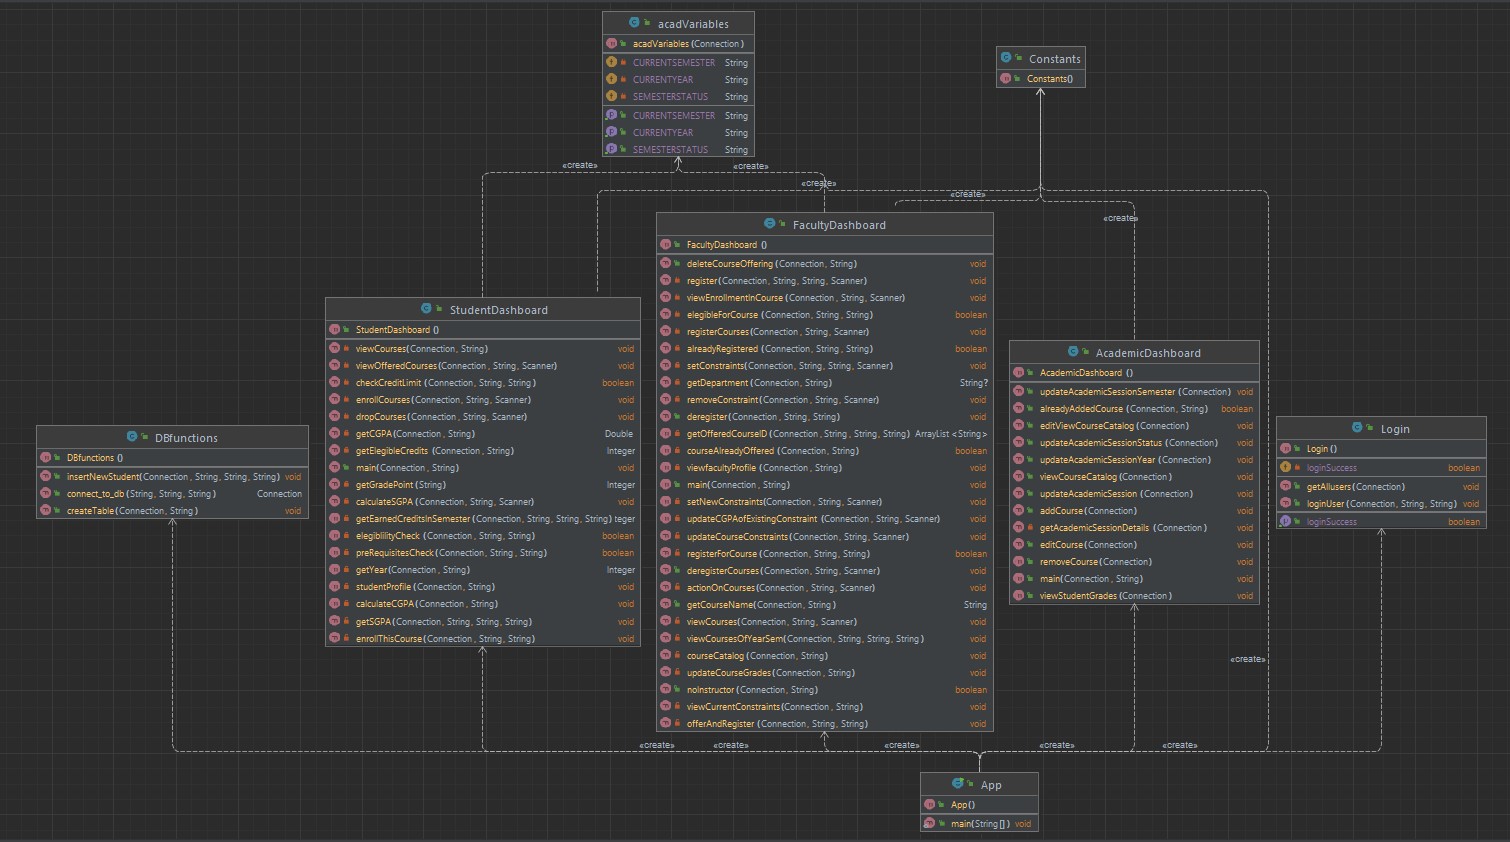 acadVariables
acadVariables(Connection)
CURRENTSEMESTER String
CURRENTYEAR String
SEMESTERSTATUS String
CURRENTSEMESTER String
CURRENTYEAR String
SEMESTERSTATUS String
Constants
Constants()
«create»
«create»
«create»
«create»
«create»
FacultyDashboard
FacultyDashboard ()
deleteCourseOffering (Connection, String) void
register(Connection, String, String, Scanner) void
viewEnrollmentInCourse (Connection, String, Scanner) void
elegibleForCourse (Connection, String, String) boolean
registerCourses(Connection, String, Scanner) void
alreadyRegistered (Connection, String, String) boolean
setConstraints(Connection, String, String, Scanner) void
getDepartment (Connection, String) String?
removeConstraint(Connection, String, Scanner) void
deregister(Connection, String, String) void
getOfferedCourseID (Connection, String, String, String) ArrayList <String>
courseAlreadyOffered (Connection, String) boolean
viewfacultyProfile (Connection, String) void
main(Connection, String) void
setNewConstraints(Connection, String, Scanner) void
updateCGPAofExistingConstraint (Connection, String, Scanner) void
updateCourseConstraints(Connection, String, Scanner) void
registerForCourse(Connection, String, String) boolean
deregisterCourses(Connection, String, Scanner) void
actionOnCourses(Connection, String, Scanner) void
getCourseName(Connection, String) String
viewCourses(Connection, String, Scanner) void
viewCoursesOfYearSem(Connection, String, String, String) void
courseCatalog (Connection, String) void
updateCourseGrades(Connection, String) void
noInstructor (Connection, String) boolean
viewCurrentConstraints(Connection, String) void
offerAndRegister (Connection, String, String) void
StudentDashboard
StudentDashboard ()
viewCourses(Connection, String) void
viewOfferedCourses(Connection, String, Scanner) void
checkCreditLimit (Connection, String, String) boolean
enrollCourses(Connection, String, Scanner) void
dropCourses(Connection, String, Scanner) void
getCGPA(Connection, String) Double
getElegibleCredits (Connection, String) Integer
main(Connection, String) void
getGradePoint(Connection, String) Integer
calculateSGPA(Connection, String, Scanner) void
getEarnedCreditsInSemester(Connection, String, String, String) teger
elegiblilityCheck (Connection, String, String) boolean
preRequisitesCheck(Connection, String, String) boolean
getYear(Connection, String) Integer
studentProfile (Connection, String) void
calculateCGPA (Connection, String) void
getSGPA(Connection, String, String, String) void
enrollThisCourse(Connection, String, String) void
AcademicDashboard
AcademicDashboard ()
updateAcademicSessionSemester (Connection) void
alreadyAddedCourse (Connection, String) boolean
editViewCourseCatalog (Connection) void
updateAcademicSessionStatus (Connection) void
updateAcademicSessionYear (Connection) void
viewCourseCatalog (Connection) void
updateAcademicSession (Connection) void
addCourse(Connection) void
getAcademicSessionDetails (Connection) void
editCourse(Connection) void
removeCourse(Connection) void
main(Connection, String) void
viewStudentGrades (Connection) void
DBfunctions
DBfunctions ()
insertNewStudent(Connection, String, String, String) void
connect_to_db (String, String, String) Connection
createTable(Connection, String) void
Login
Login ()
loginSuccess boolean
getAllusers(Connection) void
loginUser(Connection, String, String, String) void
loginSuccess boolean
«create»
«create»
«create»
«create»
«create»
«create»
App
App()
main(String[]) void